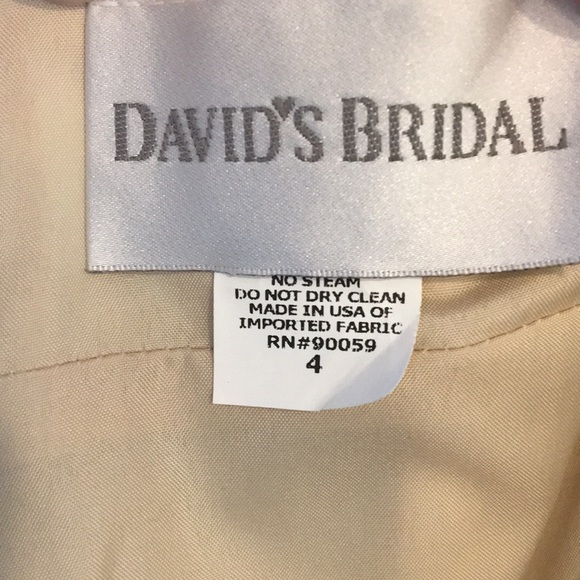 DAVID'S BRIDAL
NO STEAM
DO NOT DRY CLEAN
MADE IN USA OF
IMPORTED FABRIC
RN#90059
4